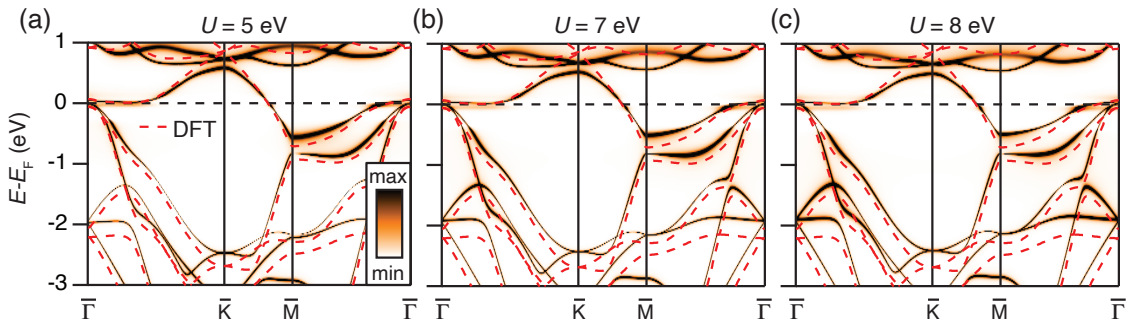 (a) U = 5 eV (b) U = 7 eV (c) U = 8 eV
1
0
-1
-2
-3
E-E_F (eV)
DFT
max
min
Γ̅ K̅ M̅ Γ̅ K̅ M̅ Γ̅ K̅ M̅ Γ̅